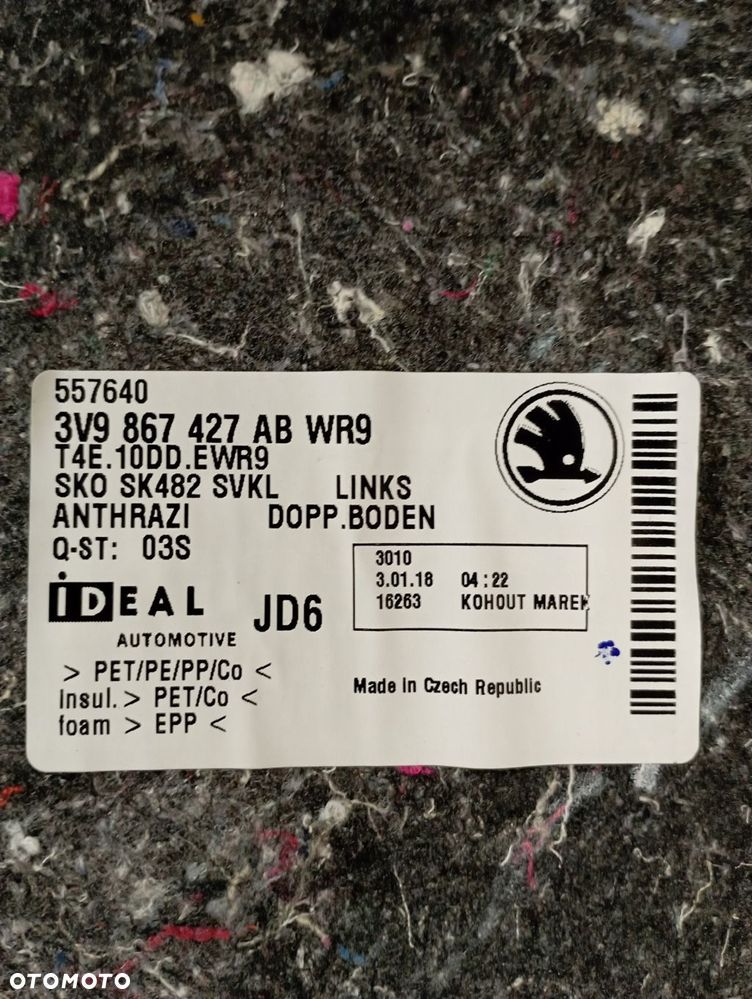 557640
3V9 867 427 AB WR9
T4E.10DD.EWR9
SKO SK482 SVKL LINKS
ANTHRAZI DOPP.BODEN
Q-ST: 03S
iDEAL
AUTOMOTIVE
JD6
3010
3.01.18 04:22
16263 KOHOUT MAREK
> PET/PE/PP/Co <
Insul. > PET/Co <
foam > EPP <
Made In Czech Republic
OTOMOTO